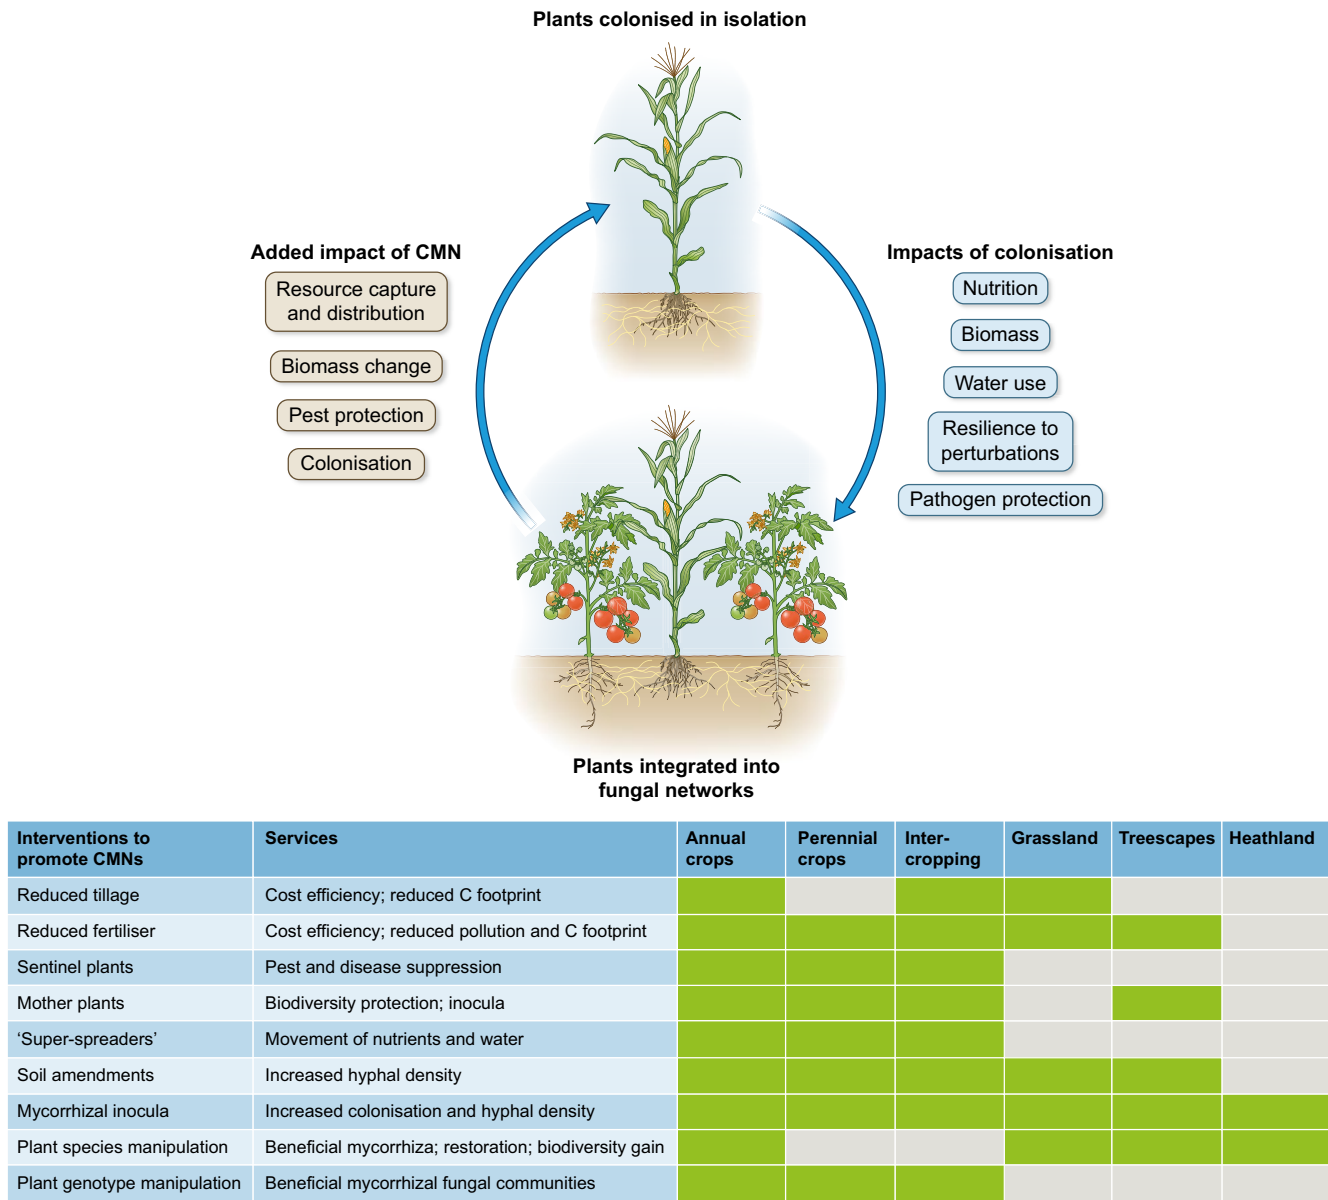 Plants colonised in isolation
Added impact of CMN
Resource capture
and distribution
Biomass change
Pest protection
Colonisation
Impacts of colonisation
Nutrition
Biomass
Water use
Resilience to
perturbations
Pathogen protection
Plants integrated into
fungal networks
Interventions to
promote CMNs
Services
Annual
crops
Perennial
crops
Inter-
cropping
Grassland
Treescapes
Heathland
Reduced tillage
Cost efficiency; reduced C footprint
Reduced fertiliser
Cost efficiency; reduced pollution and C footprint
Sentinel plants
Pest and disease suppression
Mother plants
Biodiversity protection; inocula
‘Super-spreaders’
Movement of nutrients and water
Soil amendments
Increased hyphal density
Mycorrhizal inocula
Increased colonisation and hyphal density
Plant species manipulation
Beneficial mycorrhiza; restoration; biodiversity gain
Plant genotype manipulation
Beneficial mycorrhizal fungal communities